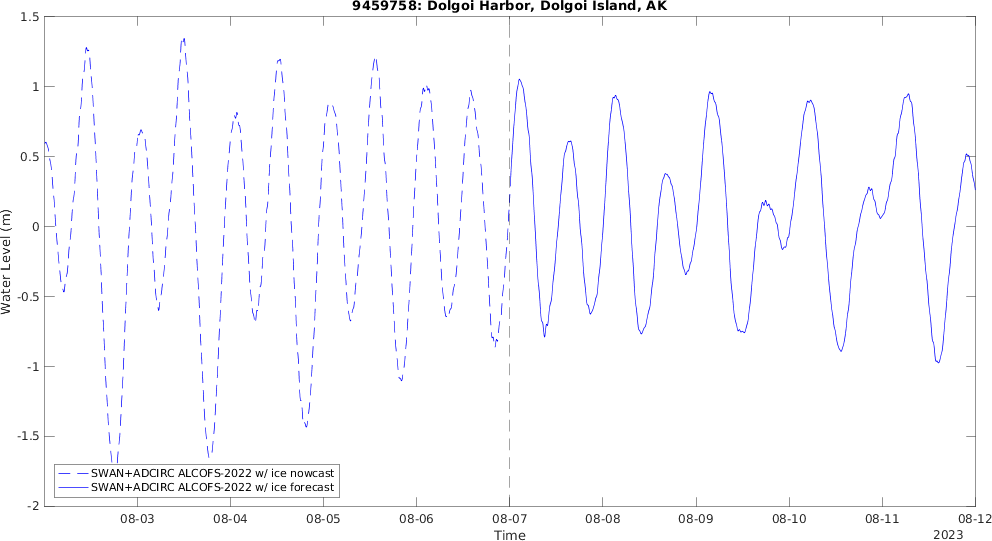 9459758: Dolgoi Harbor, Dolgoi Island, AK
1.5
1
0.5
0
-0.5
-1
-1.5
-2
Water Level (m)
SWAN+ADCIRC ALCOFS-2022 w/ ice nowcast
SWAN+ADCIRC ALCOFS-2022 w/ ice forecast
08-03 08-04 08-05 08-06 08-07 08-08 08-09 08-10 08-11 08-12
Time
2023